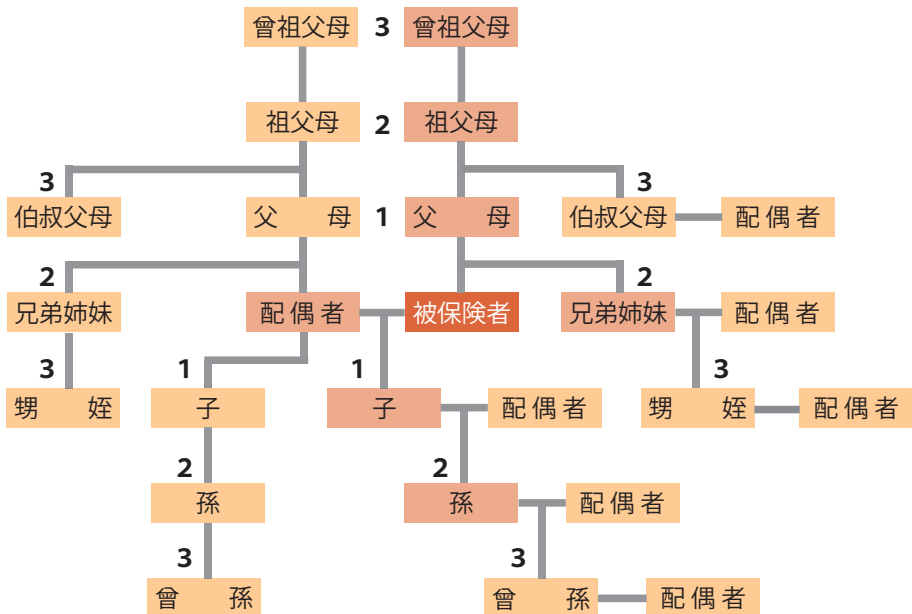 曾祖父母 3 曾祖父母
祖父母 2 祖父母
3 3
伯叔父母 父 母 1 父 母 伯叔父母 配偶者
2 2
兄弟姉妹 配偶者 被保険者 兄弟姉妹 配偶者
3 1 1 3
甥 姪 子 子 配偶者 甥 姪 配偶者
2 2
孫 孫 配偶者
3 3
曾 孫 曾 孫 配偶者